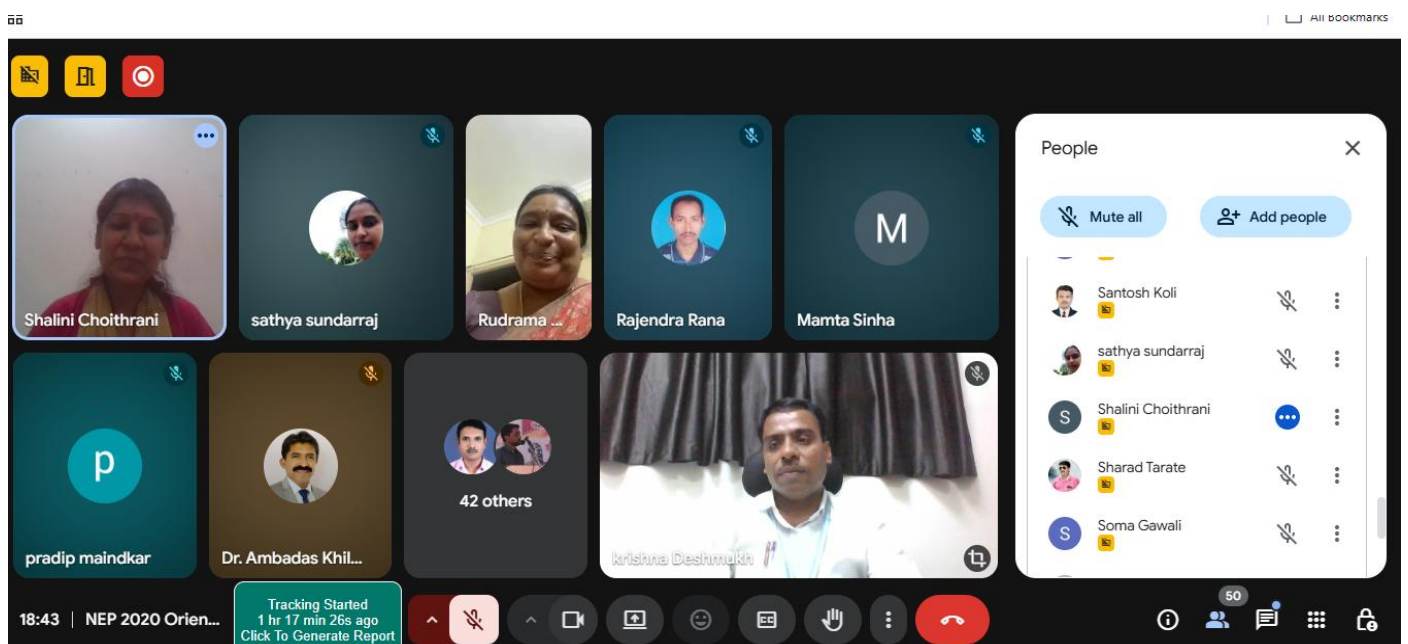 All Bookmarks
Shalini Choithrani
sathya sundarraj
Rudrama ...
Rajendra Rana
M
Mamta Sinha
p
pradip maindkar
Dr. Ambadas Khil...
42 others
krishna Deshmukh
People
Mute all
Add people
Santosh Koli
sathya sundarraj
S
Shalini Choithrani
Sharad Tarate
S
Soma Gawali
18:43 | NEP 2020 Orien...
Tracking Started
1 hr 17 min 26s ago
Click To Generate Report
CC
50